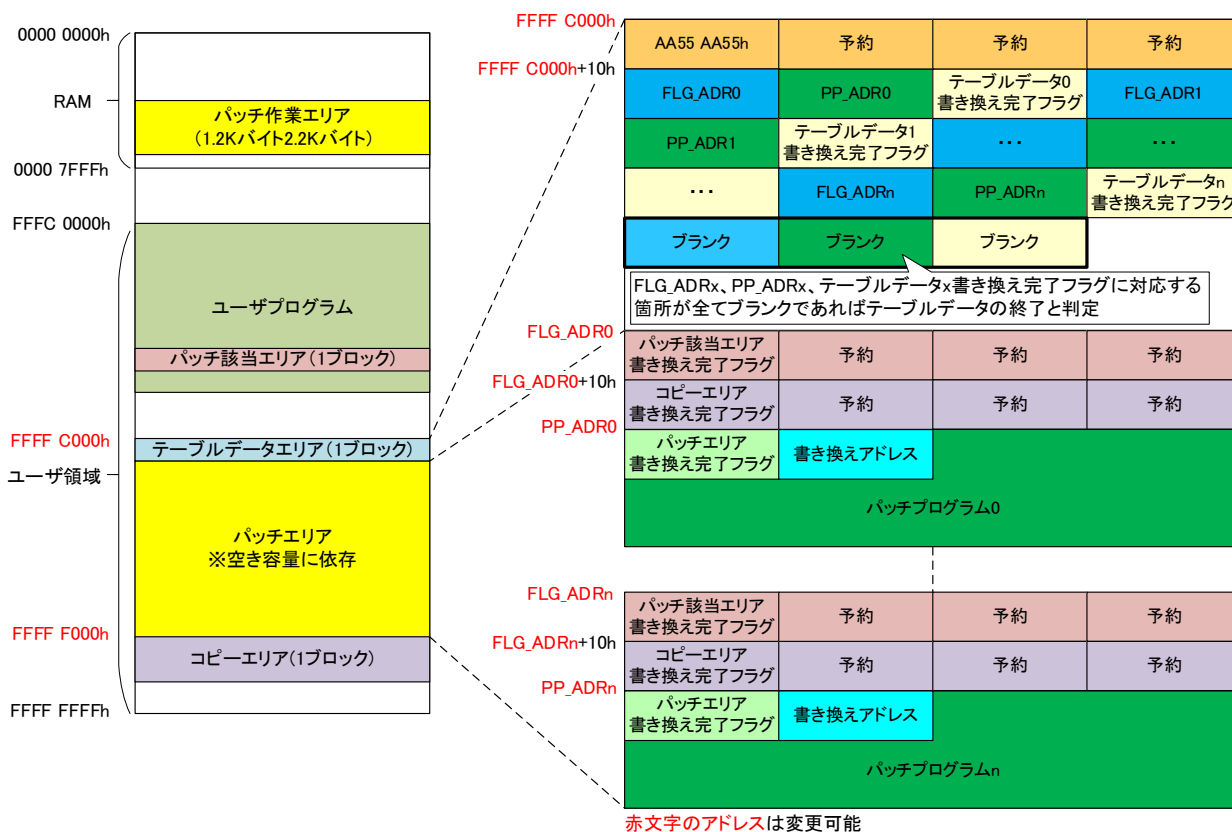 0000 0000h
RAM
パッチ作業エリア
(1.2Kバイト2.2Kバイト)
0000 7FFFh
FFFC 0000h
ユーザプログラム
パッチ該当エリア(1ブロック)
FFFF C000h
テーブルデータエリア(1ブロック)
ユーザ領域
パッチエリア
※空き容量に依存
FFFF F000h
コピーエリア(1ブロック)
FFFF FFFFh
FFFF C000h
AA55 AA55h
予約
予約
予約
FFFF C000h+10h
FLG_ADR0
PP_ADR0
テーブルデータ0
書き換え完了フラグ
FLG_ADR1
PP_ADR1
テーブルデータ1
書き換え完了フラグ
・・・
・・・
・・・
FLG_ADRn
PP_ADRn
テーブルデータn
書き換え完了フラグ
ブランク
ブランク
ブランク
FLG_ADRx、PP_ADRx、テーブルデータx書き換え完了フラグに対応する
箇所が全てブランクであればテーブルデータの終了と判定
FLG_ADR0
パッチ該当エリア
書き換え完了フラグ
予約
予約
予約
FLG_ADR0+10h
コピーエリア
書き換え完了フラグ
予約
予約
予約
PP_ADR0
パッチエリア
書き換え完了フラグ
書き換えアドレス
パッチプログラム0
FLG_ADRn
パッチ該当エリア
書き換え完了フラグ
予約
予約
予約
FLG_ADRn+10h
コピーエリア
書き換え完了フラグ
予約
予約
予約
PP_ADRn
パッチエリア
書き換え完了フラグ
書き換えアドレス
パッチプログラムn
赤文字のアドレスは変更可能